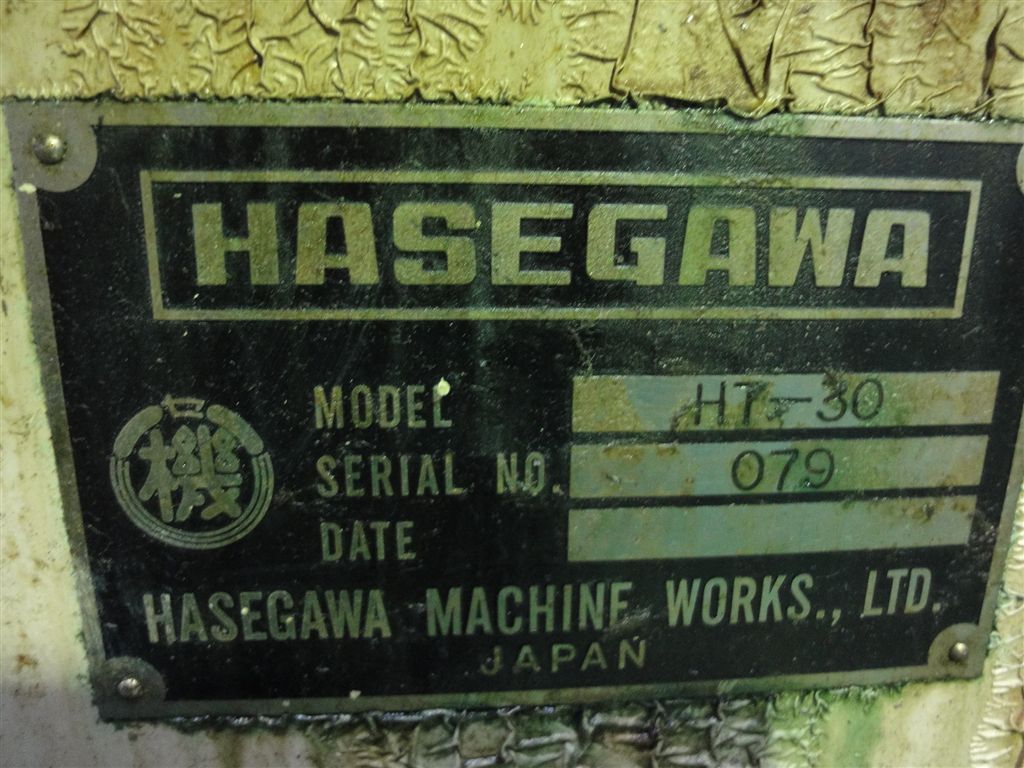 HASEGAWA
MODEL HT-30
SERIAL NO. 079
DATE
機
HASEGAWA MACHINE WORKS., LTD.
JAPAN